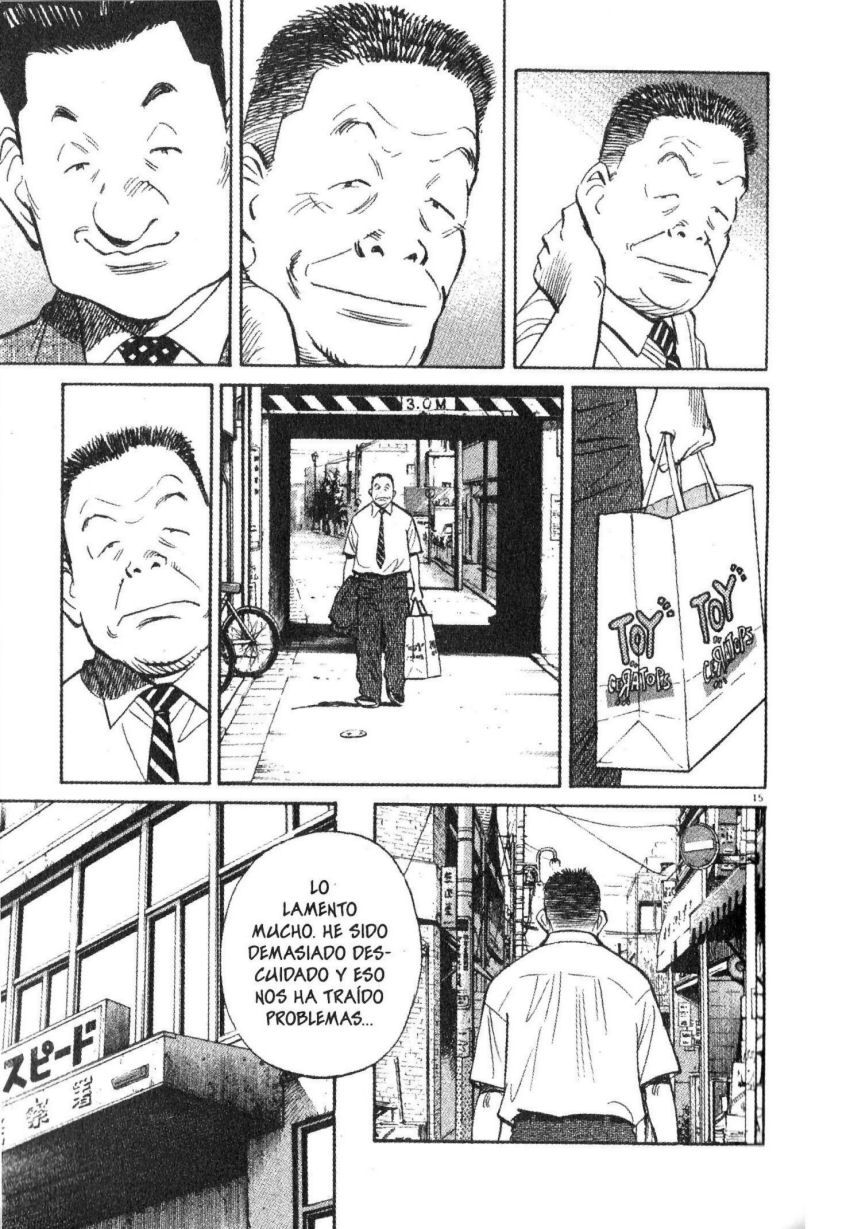 3.0M
TOY
CERATOPS
TOY
CERATOPS
15
LO
LAMENTO
MUCHO. HE SIDO
DEMASIADO DES-
CUIDADO Y ESO
NOS HA TRAÍDO
PROBLEMAS...
スピード
察